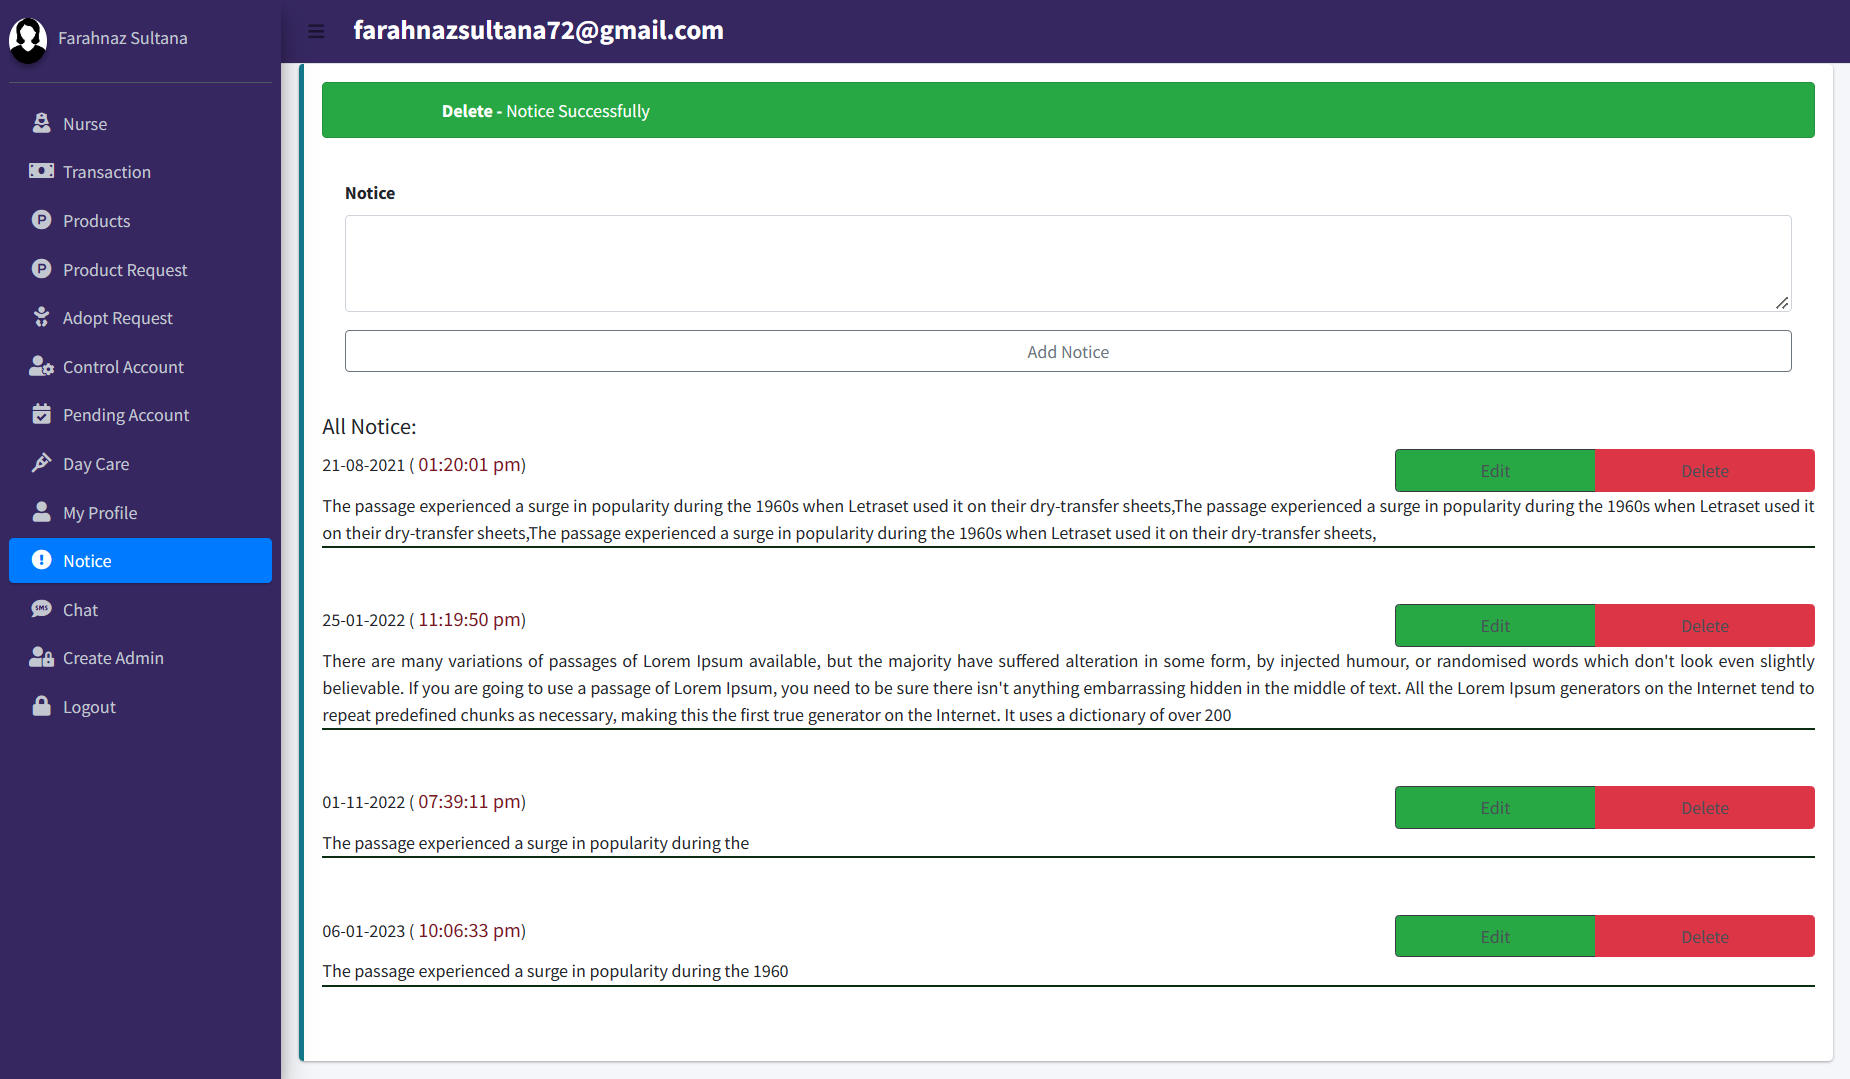 Farahnaz Sultana
farahnazsultana72@gmail.com
Nurse
Transaction
Products
Product Request
Adopt Request
Control Account
Pending Account
Day Care
My Profile
Notice
Chat
Create Admin
Logout
Delete - Notice Successfully
Notice
Add Notice
All Notice:
21-08-2021 ( 01:20:01 pm)
Edit
Delete
The passage experienced a surge in popularity during the 1960s when Letraset used it on their dry-transfer sheets,The passage experienced a surge in popularity during the 1960s when Letraset used it
on their dry-transfer sheets,The passage experienced a surge in popularity during the 1960s when Letraset used it on their dry-transfer sheets,
25-01-2022 ( 11:19:50 pm)
Edit
Delete
There are many variations of passages of Lorem Ipsum available, but the majority have suffered alteration in some form, by injected humour, or randomised words which don't look even slightly
believable. If you are going to use a passage of Lorem Ipsum, you need to be sure there isn't anything embarrassing hidden in the middle of text. All the Lorem Ipsum generators on the Internet tend to
repeat predefined chunks as necessary, making this the first true generator on the Internet. It uses a dictionary of over 200
01-11-2022 ( 07:39:11 pm)
Edit
Delete
The passage experienced a surge in popularity during the
06-01-2023 ( 10:06:33 pm)
Edit
Delete
The passage experienced a surge in popularity during the 1960